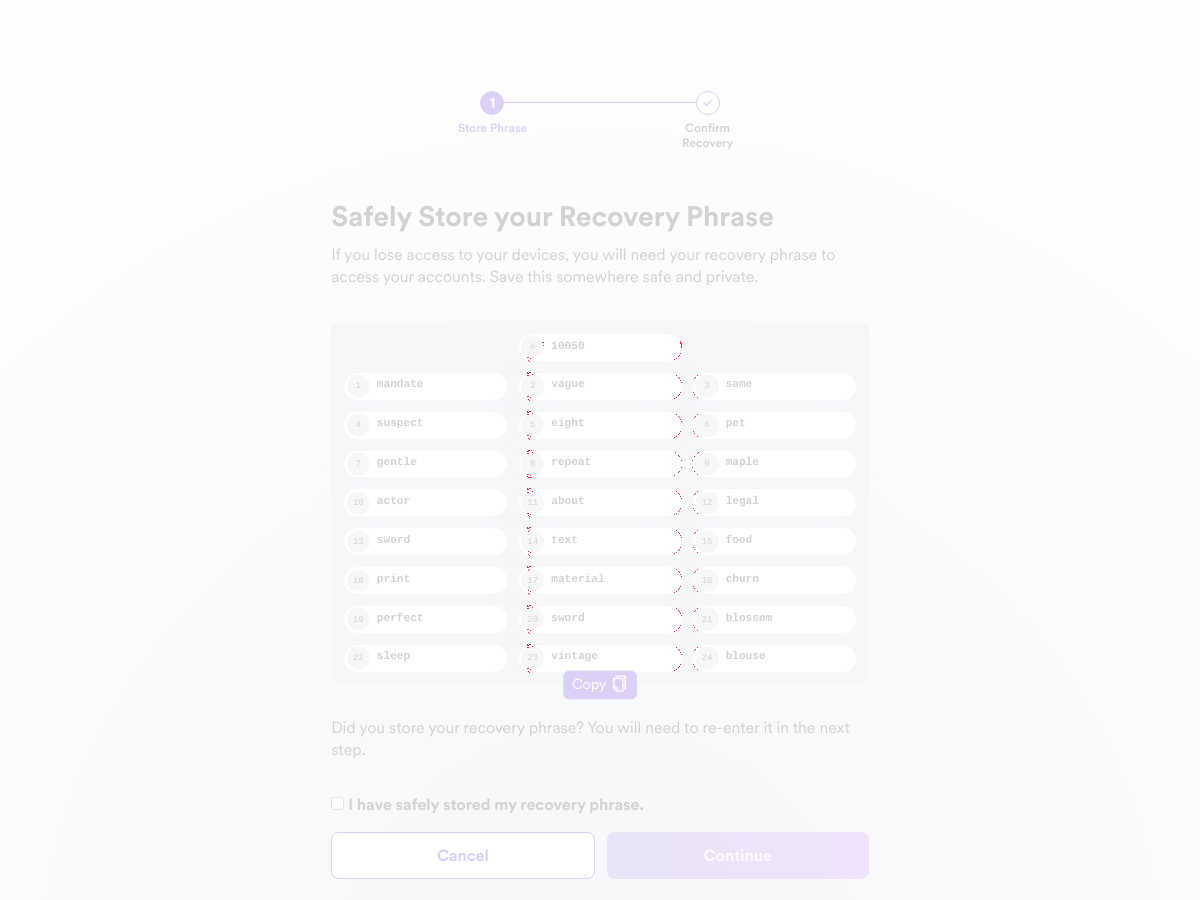 1
Store Phrase
Confirm
Recovery
Safely Store your Recovery Phrase
If you lose access to your devices, you will need your recovery phrase to
access your accounts. Save this somewhere safe and private.
# 10050
1 mandate 2 vague 3 same
4 suspect 5 eight 6 pet
7 gentle 8 repeat 9 maple
10 actor 11 about 12 legal
13 sword 14 text 15 food
16 print 17 material 18 churn
19 perfect 20 sword 21 blossom
22 sleep 23 vintage 24 blouse
Copy
Did you store your recovery phrase? You will need to re-enter it in the next
step.
I have safely stored my recovery phrase.
Cancel Continue